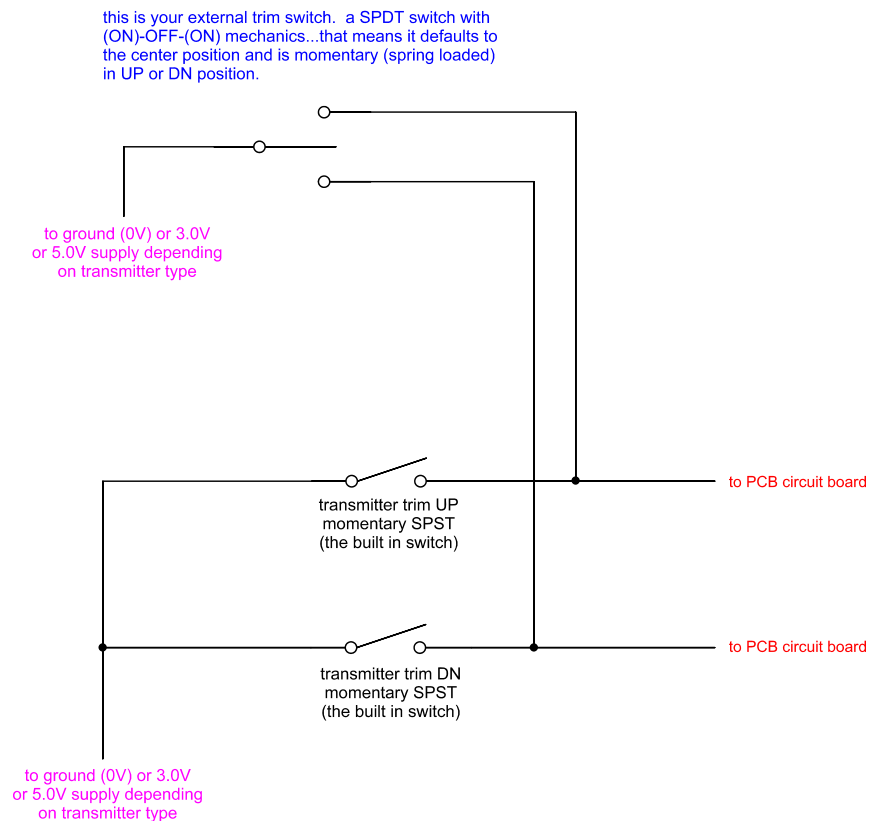 this is your external trim switch.  a SPDT switch with
(ON)-OFF-(ON) mechanics...that means it defaults to
the center position and is momentary (spring loaded)
in UP or DN position.
to ground (0V) or 3.0V
or 5.0V supply depending
on transmitter type
to PCB circuit board
transmitter trim UP
momentary SPST
(the built in switch)
to PCB circuit board
transmitter trim DN
momentary SPST
(the built in switch)
to ground (0V) or 3.0V
or 5.0V supply depending
on transmitter type